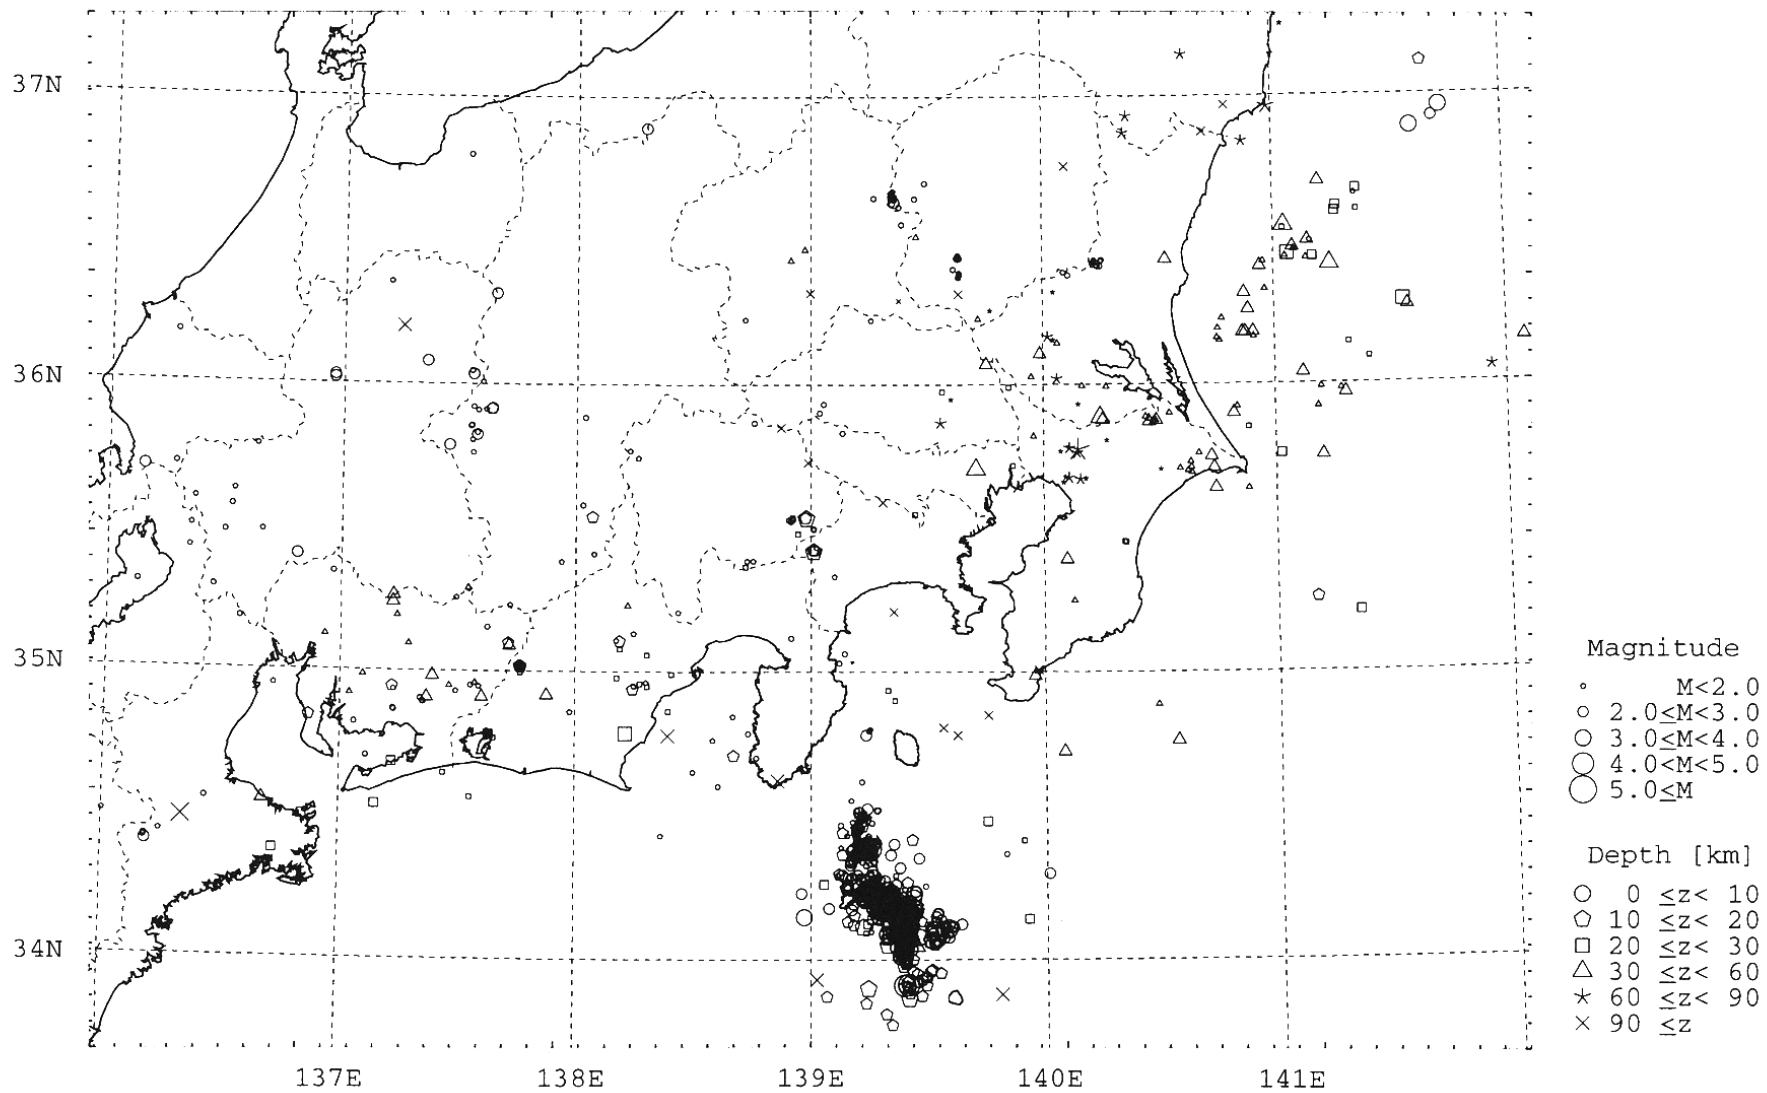 37N
36N
35N
34N
137E 138E 139E 140E 141E
Magnitude
M<2.0
2.0≤M<3.0
3.0≤M<4.0
4.0≤M<5.0
5.0≤M
Depth [km]
0 ≤z< 10
10 ≤z< 20
20 ≤z< 30
30 ≤z< 60
60 ≤z< 90
90 ≤z